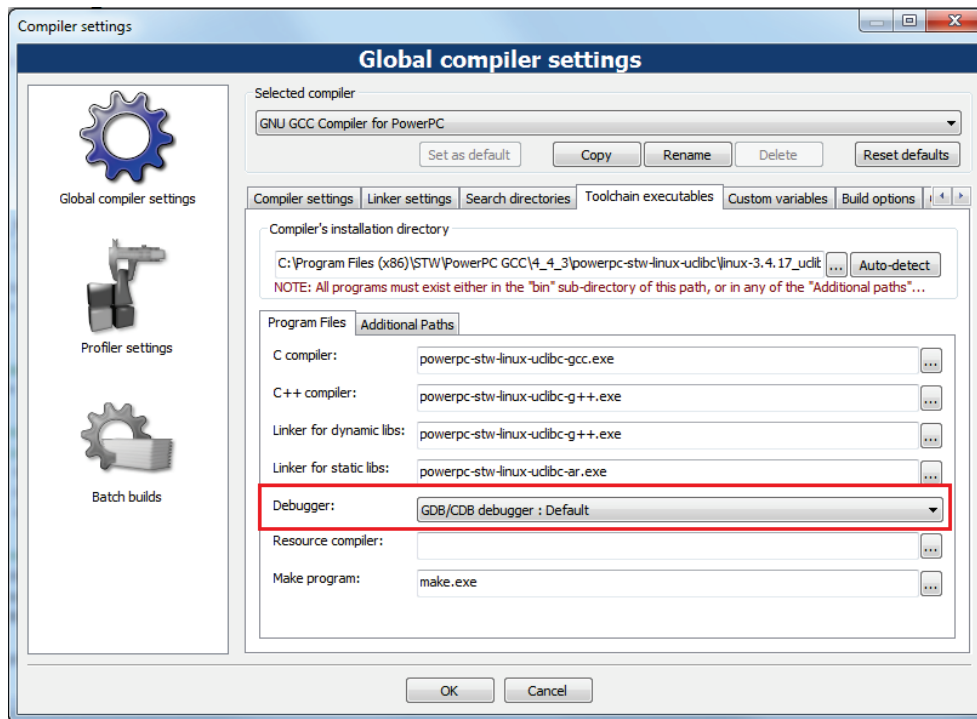 Compiler settings
Global compiler settings
Global compiler settings
Profiler settings
Batch builds
Selected compiler
GNU GCC Compiler for PowerPC
Set as default Copy Rename Delete Reset defaults
Compiler settings Linker settings Search directories Toolchain executables Custom variables Build options
Compiler's installation directory
C:\Program Files (x86)\STW\PowerPC GCC\4_4_3\powerpc-stw-linux-uclibc\linux-3.4.17_uclib ... Auto-detect
NOTE: All programs must exist either in the "bin" sub-directory of this path, or in any of the "Additional paths"...
Program Files Additional Paths
C compiler: powerpc-stw-linux-uclibc-gcc.exe ...
C++ compiler: powerpc-stw-linux-uclibc-g++.exe ...
Linker for dynamic libs: powerpc-stw-linux-uclibc-g++.exe ...
Linker for static libs: powerpc-stw-linux-uclibc-ar.exe ...
Debugger: GDB/CDB debugger : Default
Resource compiler: ...
Make program: make.exe ...
OK Cancel